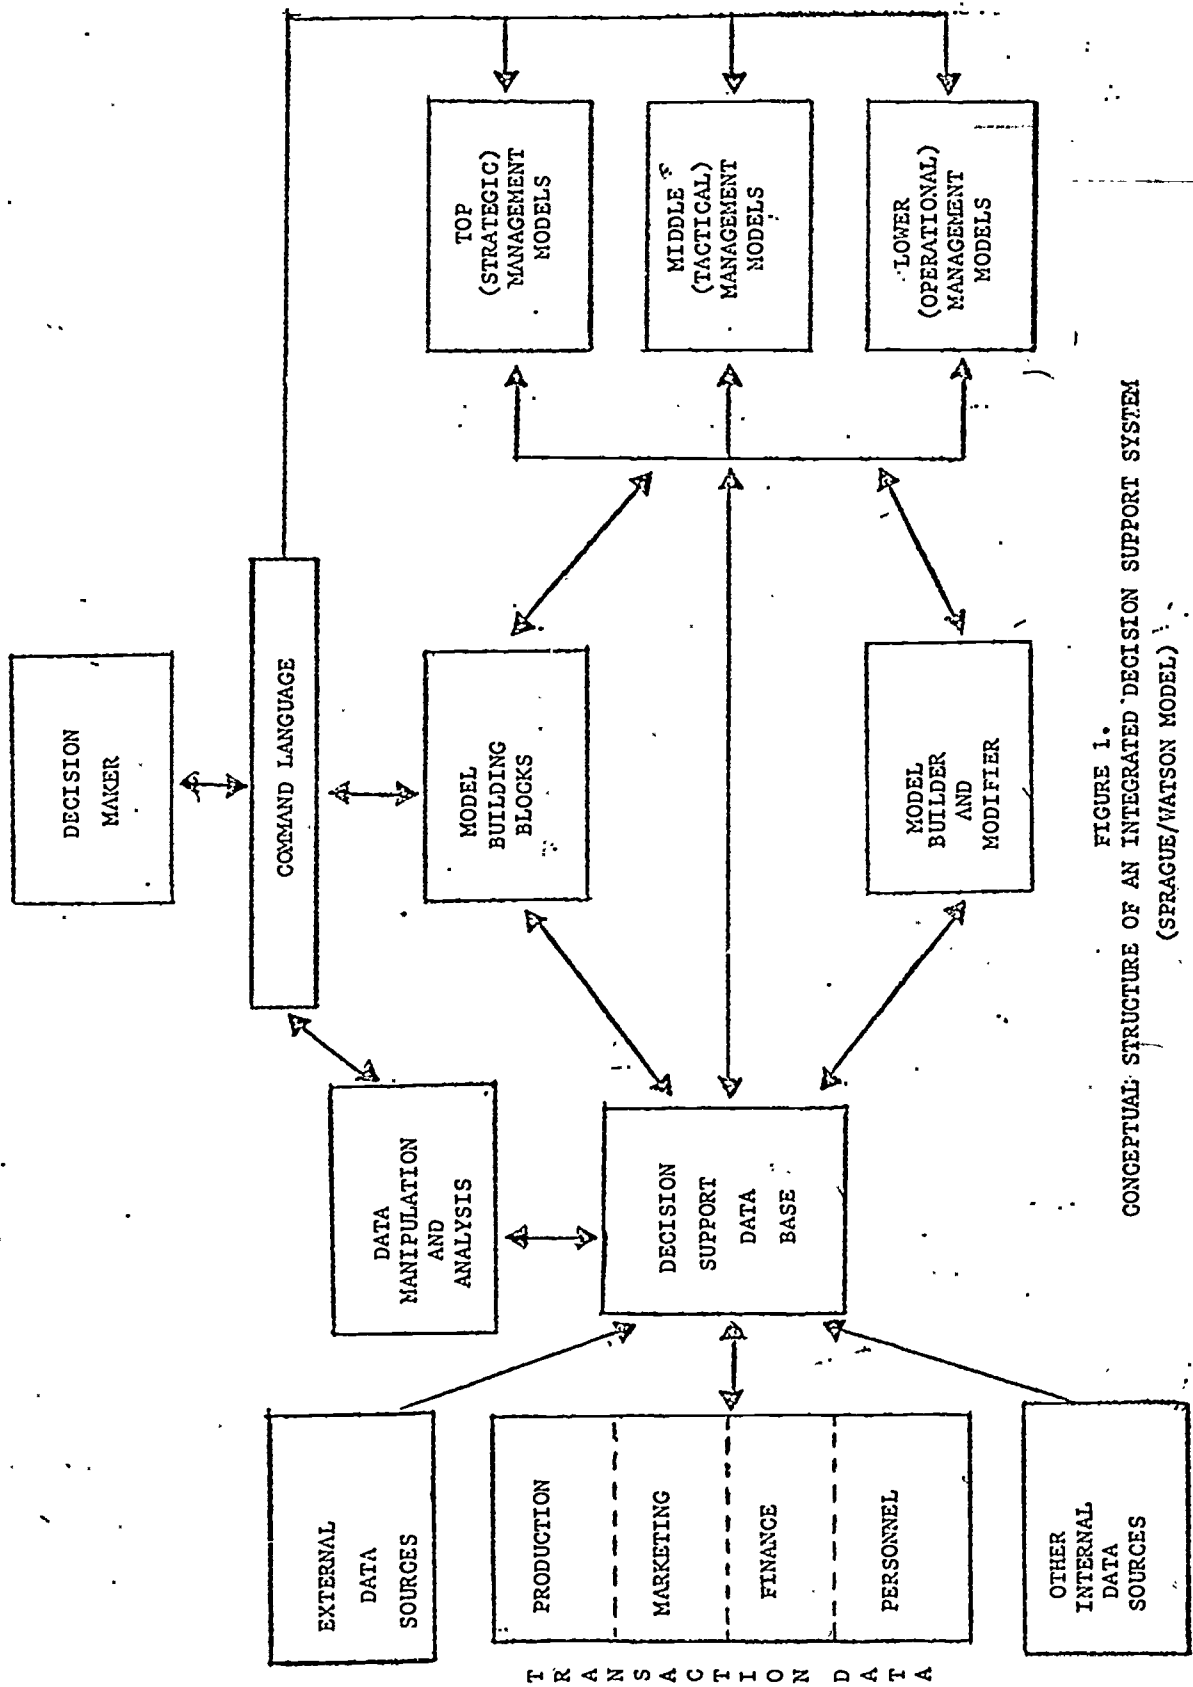 DECISION
MAKER
COMMAND LANGUAGE
EXTERNAL
DATA
SOURCES
DATA
MANIPULATION
AND
ANALYSIS
MODEL
BUILDING
BLOCKS
TOP
(STRATEGIC)
MANAGEMENT
MODELS
TRANSACTION DATA
PRODUCTION
MARKETING
FINANCE
PERSONNEL
DECISION
SUPPORT
DATA
BASE
MIDDLE
(TACTICAL)
MANAGEMENT
MODELS
OTHER
INTERNAL
DATA
SOURCES
MODEL
BUILDER
AND
MODIFIER
LOWER
(OPERATIONAL)
MANAGEMENT
MODELS
FIGURE 1.
CONCEPTUAL STRUCTURE OF AN INTEGRATED DECISION SUPPORT SYSTEM
(SPRAGUE/WATSON MODEL)